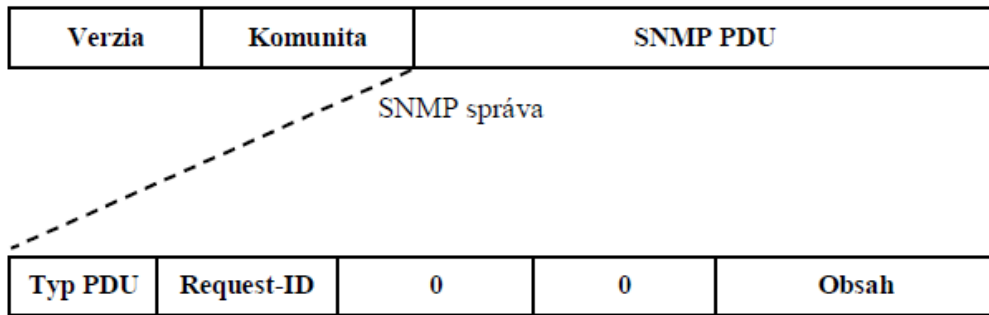 Verzia Komunita SNMP PDU
SNMP správa
Typ PDU Request-ID 0 0 Obsah